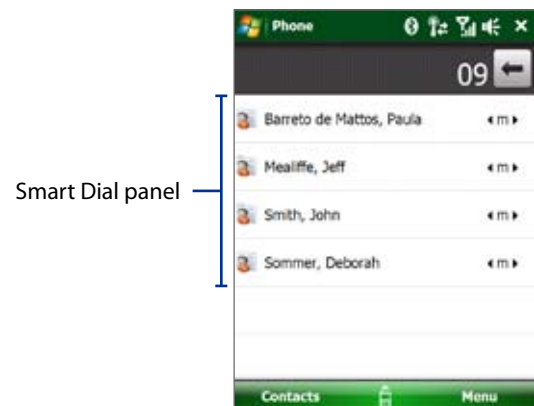 Phone
09
Barreto de Mattos, Paula m
Mealiffe, Jeff m
Smith, John m
Sommer, Deborah m
Smart Dial panel
Contacts Menu